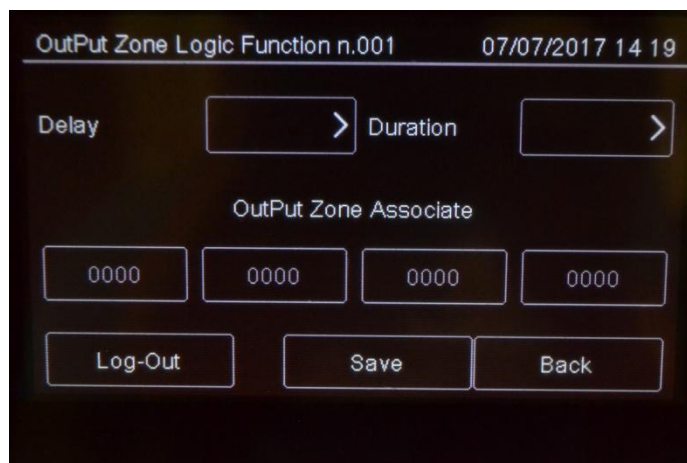 OutPut Zone Logic Function n.001 07/07/2017 14 19
Delay > Duration >
OutPut Zone Associate
0000 0000 0000 0000
Log-Out Save Back